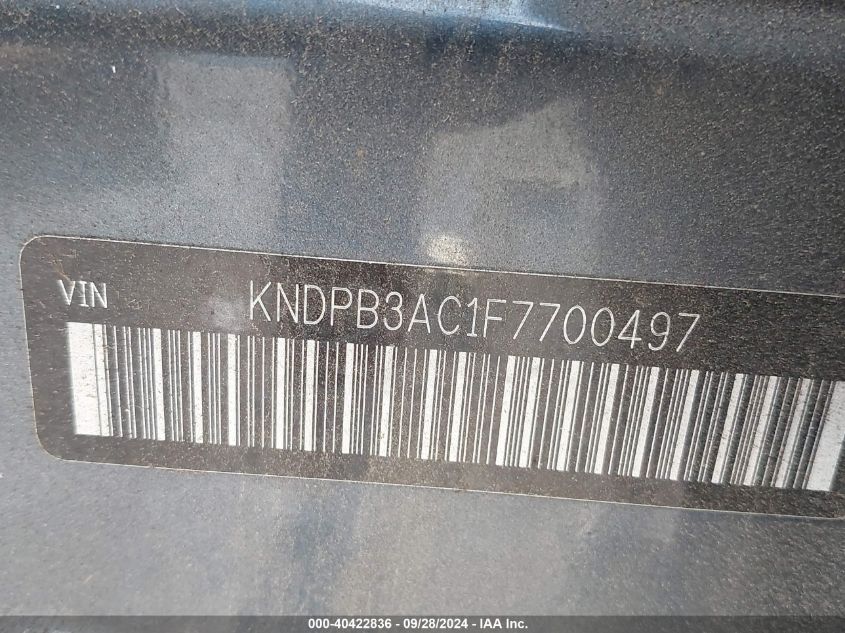 VIN KNDPB3AC1F7700497
000-40422836 - 09/28/2024 - IAA Inc.